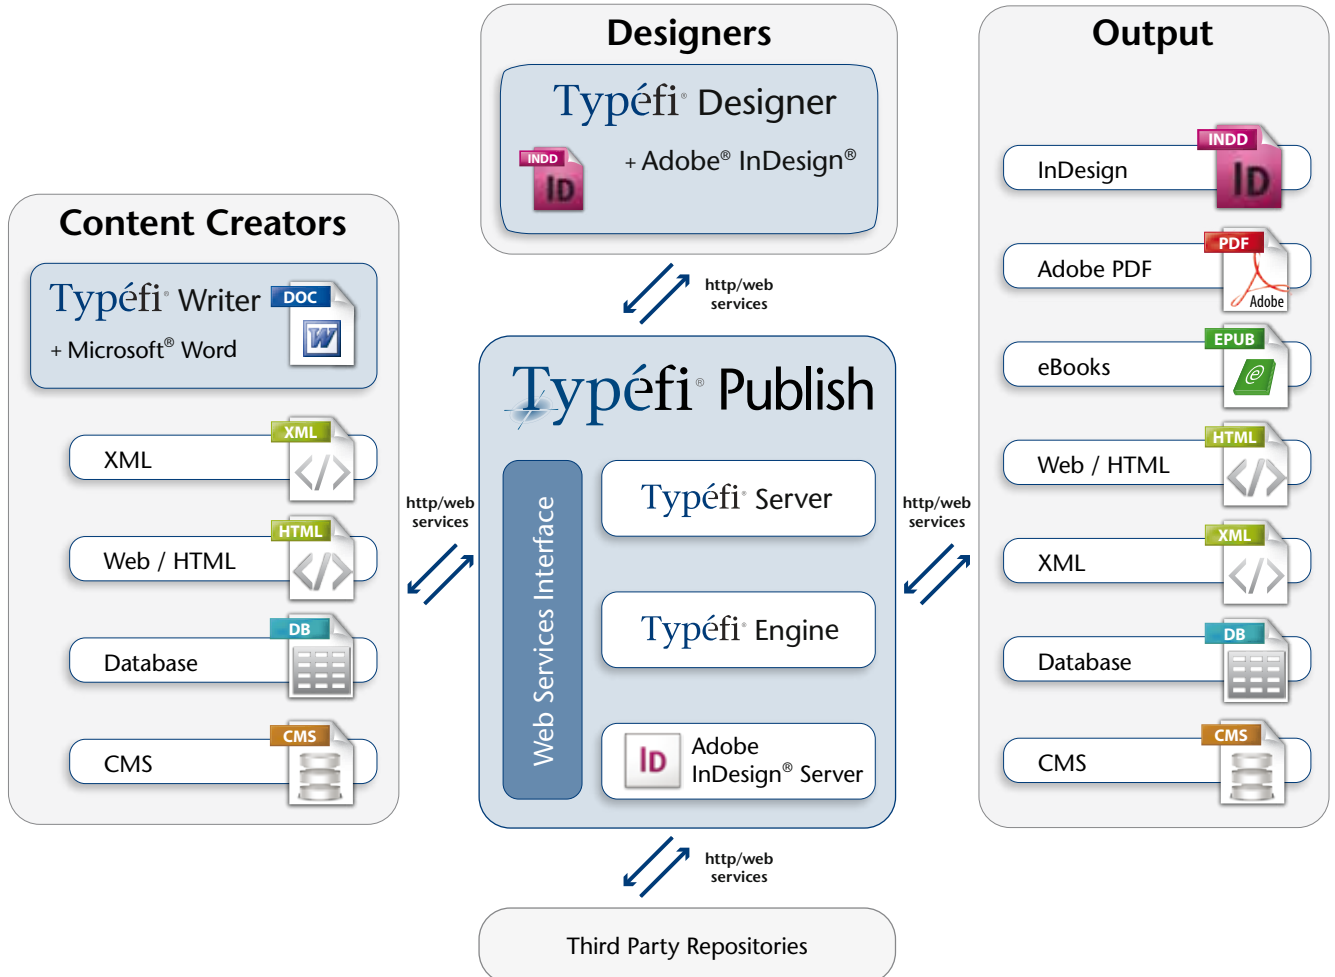 Designers
Typéfi® Designer
INDD
ID
+ Adobe® InDesign®
http/web
services
Content Creators
Typéfi® Writer
+ Microsoft® Word
DOC
W
XML
XML
</>
Web / HTML
HTML
</>
Database
DB
CMS
CMS
http/web
services
Typéfi® Publish
Web Services Interface
Typéfi® Server
Typéfi® Engine
ID
Adobe
InDesign® Server
http/web
services
Third Party Repositories
http/web
services
Output
InDesign
INDD
ID
Adobe PDF
PDF
Adobe
eBooks
EPUB
e
Web / HTML
HTML
</>
XML
XML
</>
Database
DB
CMS
CMS